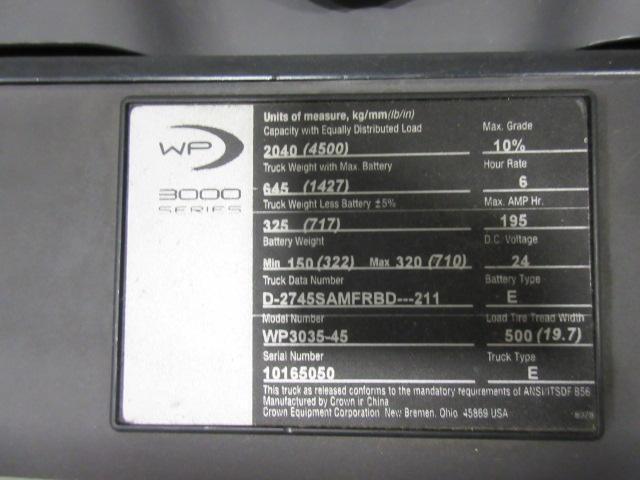 WP
3000
SERIES
Units of measure, kg/mm(lb/in)
Capacity with Equally Distributed Load
2040 (4500)
Truck Weight with Max. Battery
645 (1427)
Truck Weight Less Battery ±5%
325 (717)
Battery Weight
Min 150 (322) Max 320 (710)
Truck Data Number
D-2745SAMFRBD---211
Model Number
WP3035-45
Serial Number
10165050
Max. Grade
10%
Hour Rate
6
Max. AMP Hr.
195
D.C. Voltage
24
Battery Type
E
Load Tire Tread Width
500 (19.7)
Truck Type
E
This truck as released conforms to the mandatory requirements of ANSI/ITSDF B56
Manufactured by Crown in China
Crown Equipment Corporation New Bremen, Ohio 45869 USA